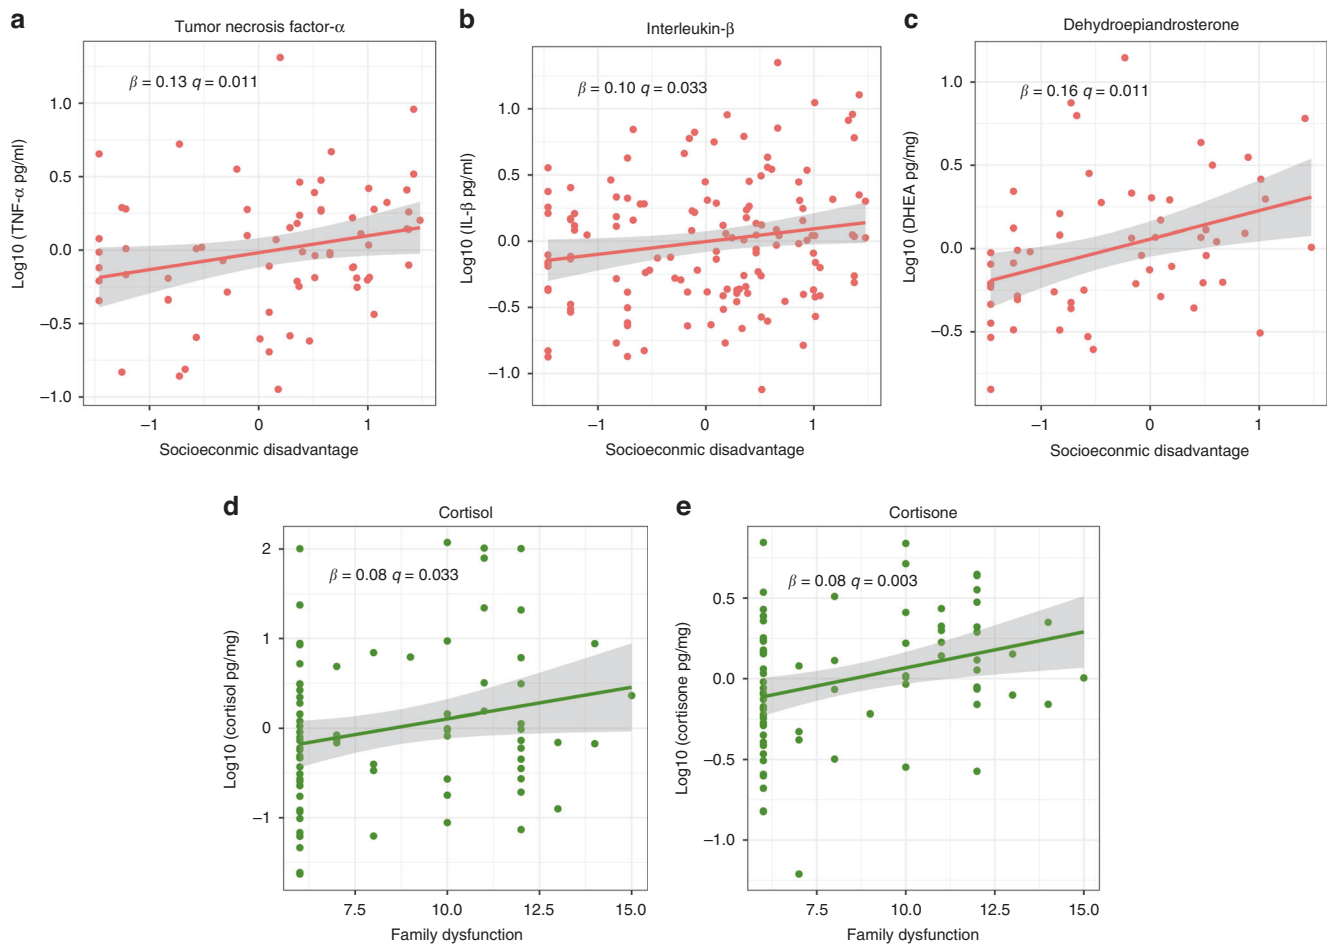 a
Tumor necrosis factor-α
β = 0.13 q = 0.011
Log10 (TNF-α pg/ml)
1.0
0.5
0.0
−0.5
−1.0
−1
0
1
Socioeconmic disadvantage
b
Interleukin-β
β = 0.10 q = 0.033
Log10 (IL-β pg/ml)
1.0
0.5
0.0
−0.5
−1.0
−1
0
1
Socioeconmic disadvantage
c
Dehydroepiandrosterone
β = 0.16 q = 0.011
Log10 (DHEA pg/mg)
1.0
0.5
0.0
−0.5
−1
0
1
Socioeconmic disadvantage
d
Cortisol
β = 0.08 q = 0.033
Log10 (cortisol pg/mg)
2
1
0
−1
7.5
10.0
12.5
15.0
Family dysfunction
e
Cortisone
β = 0.08 q = 0.003
Log10 (cortisone pg/mg)
0.5
0.0
−0.5
−1.0
7.5
10.0
12.5
15.0
Family dysfunction